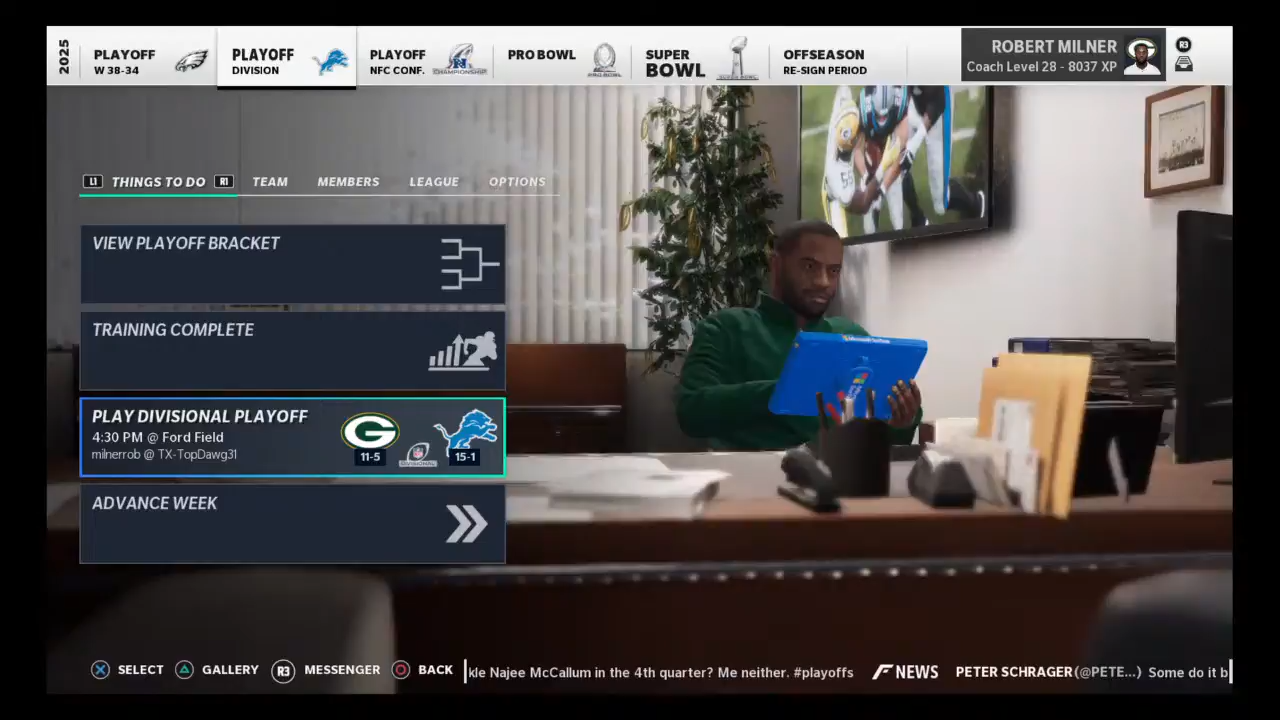 2025
PLAYOFF
W 38-34
PLAYOFF
DIVISION
PLAYOFF
NFC CONF.
CHAMPIONSHIP
PRO BOWL
SUPER
BOWL
OFFSEASON
RE-SIGN PERIOD
ROBERT MILNER
Coach Level 28 - 8037 XP
R3
L1 THINGS TO DO R1 TEAM MEMBERS LEAGUE OPTIONS
VIEW PLAYOFF BRACKET
TRAINING COMPLETE
PLAY DIVISIONAL PLAYOFF
4:30 PM @ Ford Field
milnerrob @ TX-TopDawg31
G
11-5
DIVISIONAL
15-1
ADVANCE WEEK
SELECT GALLERY R3 MESSENGER BACK
kle Najee McCallum in the 4th quarter? Me neither. #playoffs NEWS PETER SCHRAGER(@PETE...) Some do it b